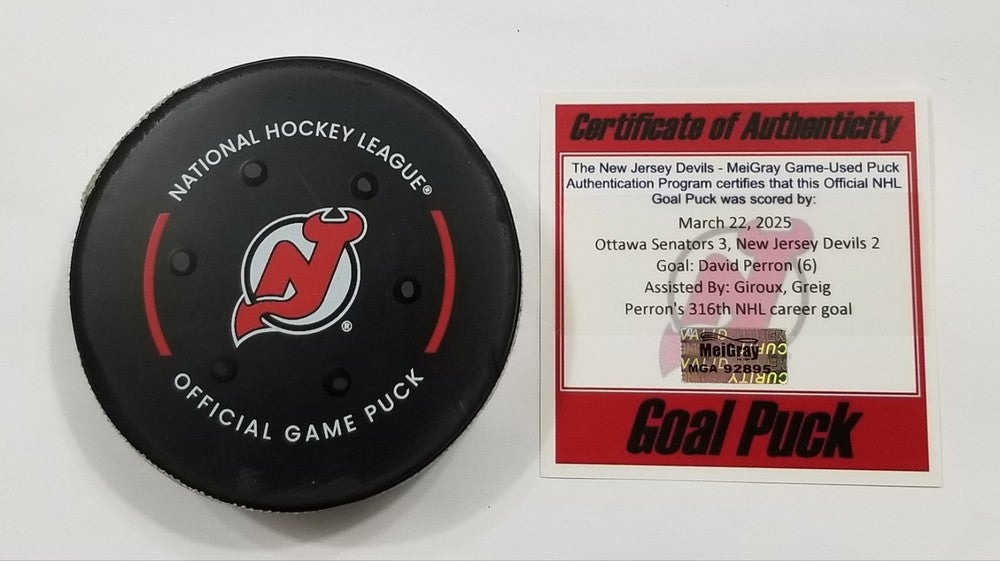 NATIONAL HOCKEY LEAGUE®
®
OFFICIAL GAME PUCK
Certificate of Authenticity
The New Jersey Devils - MeiGray Game-Used Puck
Authentication Program certifies that this Official NHL
Goal Puck was scored by:
March 22, 2025
Ottawa Senators 3, New Jersey Devils 2
Goal: David Perron (6)
Assisted By: Giroux, Greig
Perron's 316th NHL career goal
MeiGray
MGA 92895
CURITY
Goal Puck